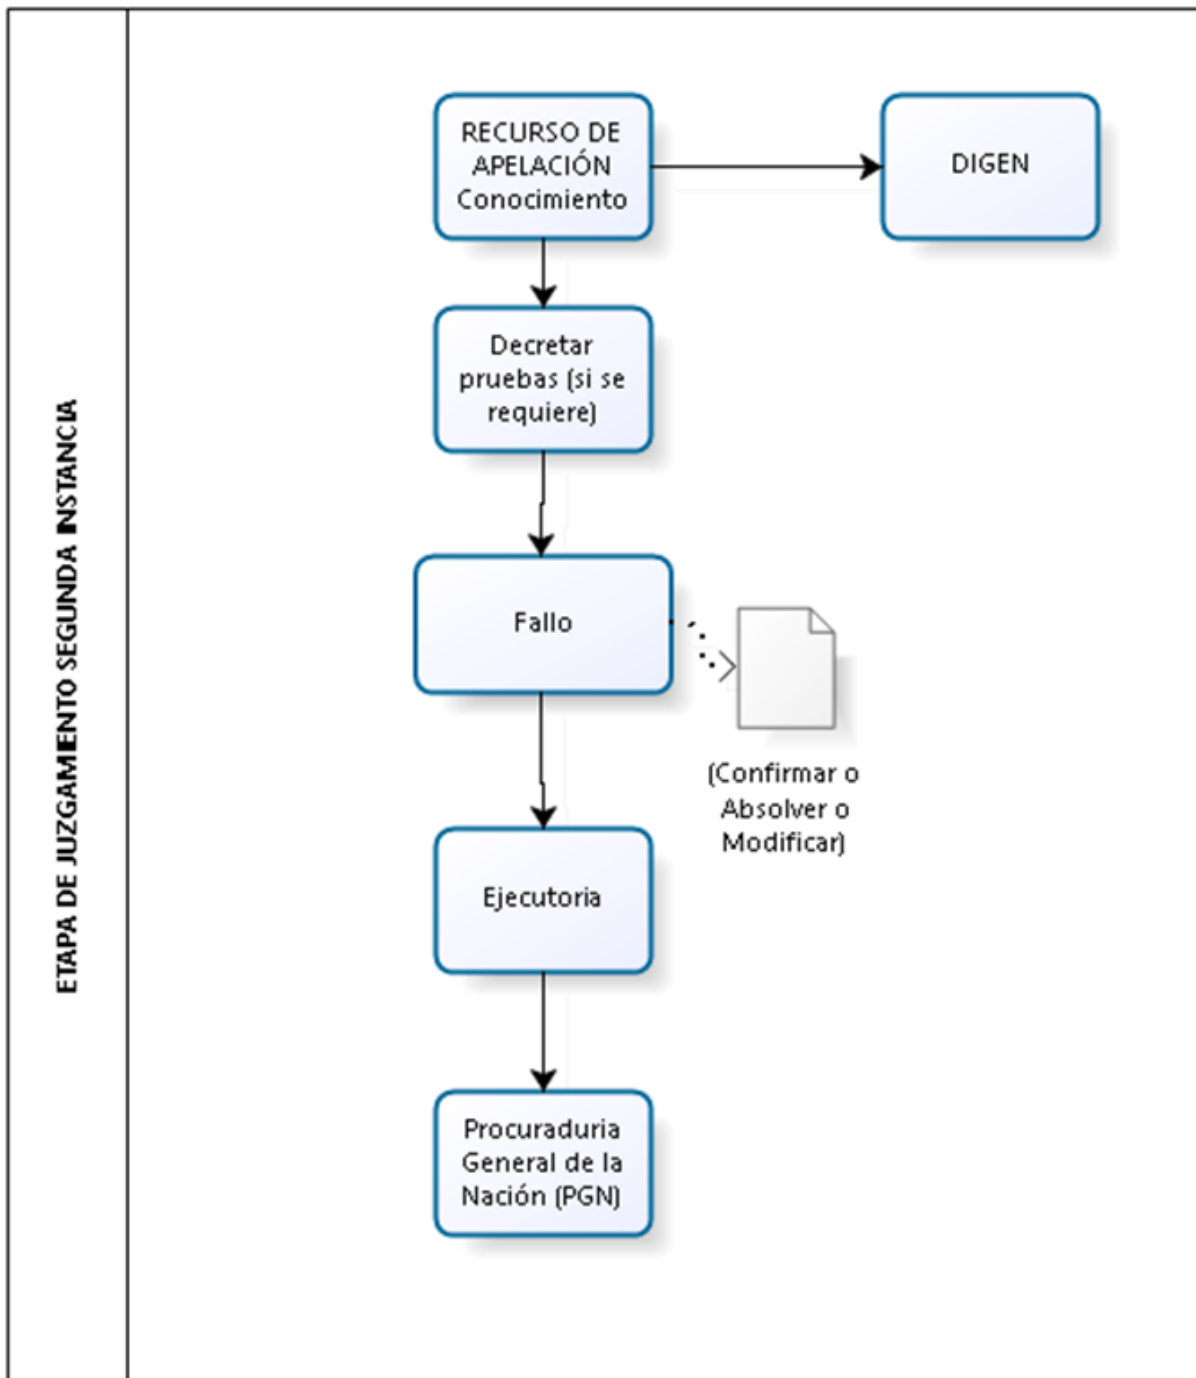 ETAPA DE JUZGAMIENTO SEGUNDA INSTANCIA
RECURSO DE
APELACIÓN
Conocimiento
DIGEN
Decretar
pruebas (si se
requiere)
Fallo
(Confirmar o
Absolver o
Modificar)
Ejecutoria
Procuraduria
General de la
Nación (PGN)